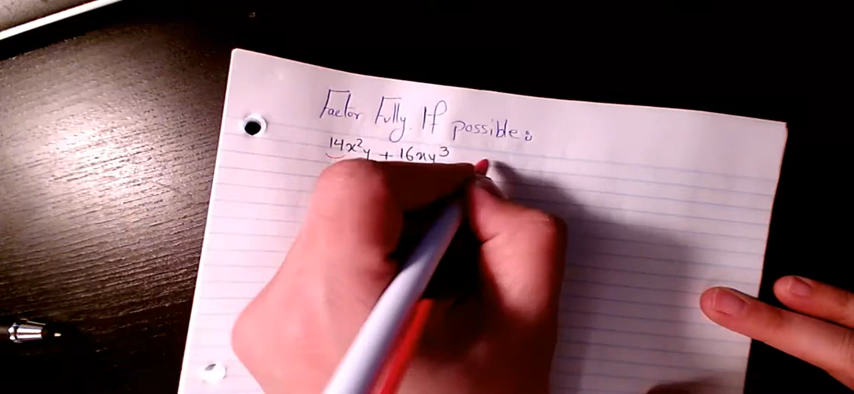 Factor Fully. If possible:
14x²y + 16xy³